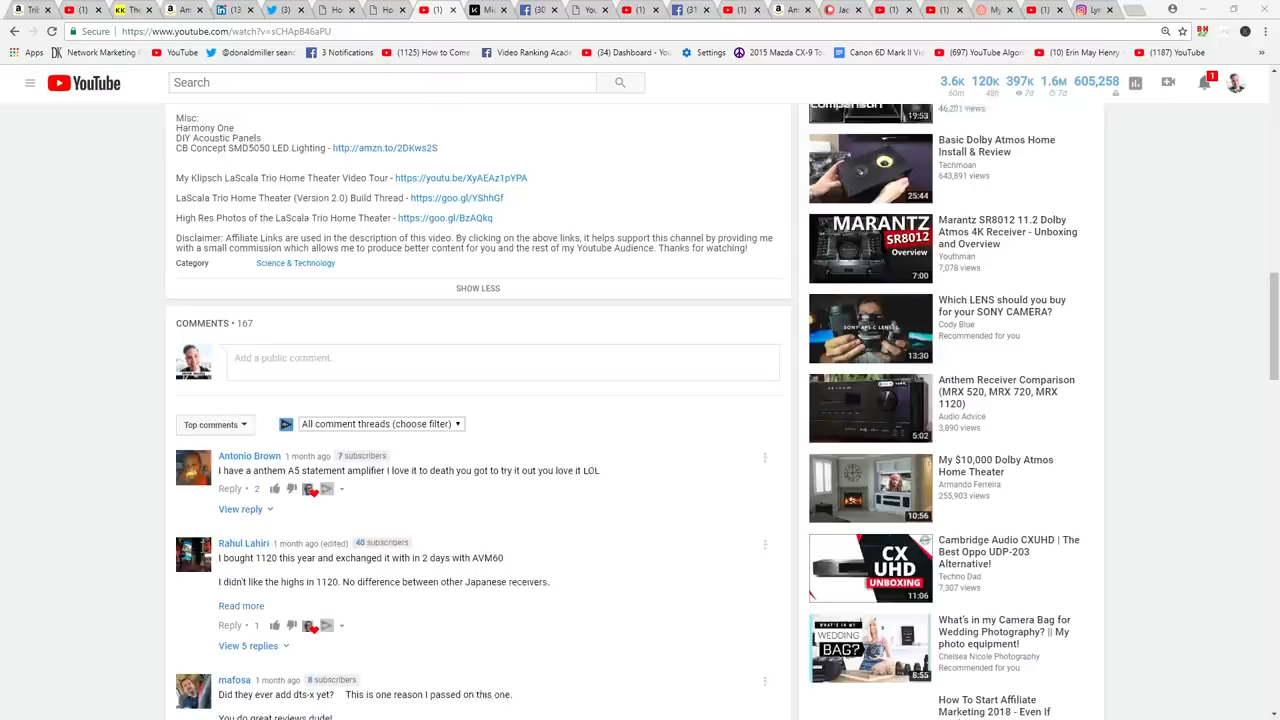 Secure
https://www.youtube.com/watch?v=sCHApB46aPU
Apps
Network Marketing
YouTube
@donaldmiller sean
3 Notifications
(1125) How to Come
Video Ranking Acade
(34) Dashboard - You
Settings
2015 Mazda CX-9 To
Canon 6D Mark II Vi
(697) YouTube Algor
(10) Erin May Henry
(1187) YouTube
YouTube
Search
3.6K 120K 397K 1.6M 605,258
60m 48h 7d 7d
1
Misc:
Harmony One
DIY Acoustic Panels
http://amzn.to/2DKws2S
My Klipsch LaScala Trio Home Theater Video Tour - https://youtu.be/XyAEAz1pYPA
LaScala Trio Home Theater (Version 2.0) Build Thread - https://goo.gl/YShhGf
High Res Photos of the LaScala Trio Home Theater - https://goo.gl/BzAQkq
Disclaimer: Affiliate Links are used in the description of this video. By clicking on the above links, it helps support this channel by providing me
with a small commission which allows me to produce better content for you and the rest of my Youtube Audience. Thanks for watching!
Category
Science & Technology
SHOW LESS
COMMENTS • 167
Add a public comment..
Top comments
All comment threads (choose filter)
Antonio Brown 1 month ago 7 subscribers
I have a anthem A5 statement amplifier I love it to death you got to try it out you love it LOL
Reply • 2
View reply
Rahul Lahiri 1 month ago (edited) 40 subscribers
I bought 1120 this year and exchanged it with in 2 days with AVM 60
I didn't like the highs in 1120. No difference between other Japanese receivers.
Read more
Reply • 1
View 5 replies
mafosa 1 month ago 8 subscribers
Did they ever add dts-x yet? This is one reason I passed on this one.
You do great reviews dude!
Comparison
19:53
views
25:44
Basic Dolby Atmos Home
Install & Review
Techmoan
643,891 views
MARANTZ
SR8012
Overview
7:00
Marantz SR8012 11.2 Dolby
Atmos 4K Receiver - Unboxing
and Overview
Youthman
7,078 views
SONY APS-C LENSES
13:30
Which LENS should you buy
for your SONY CAMERA?
Cody Blue
Recommended for you
5:02
Anthem Receiver Comparison
(MRX 520, MRX 720, MRX
1120)
Audio Advice
3,890 views
10:56
My $10,000 Dolby Atmos
Home Theater
Armando Ferreira
255,903 views
CX
UHD
UNBOXING
11:06
Cambridge Audio CXUHD | The
Best Oppo UDP-203
Alternative!
Techno Dad
7,307 views
WHAT'S IN MY
WEDDING
BAG?
8:55
What's in my Camera Bag for
Wedding Photography? || My
photo equipment!
Chelsea Nicole Photography
Recommended for you
How To Start Affiliate
Marketing 2018 - Even If